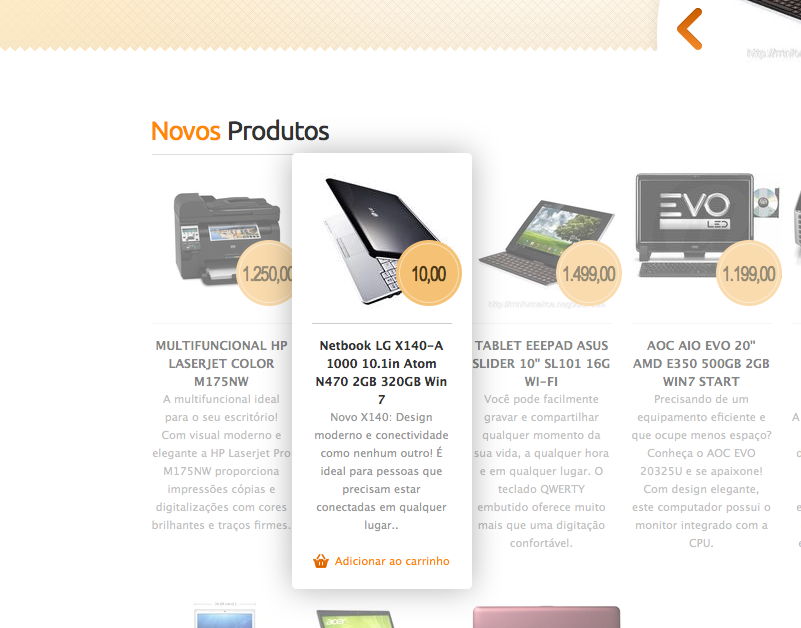 Novos Produtos
EVO
LED
1.250,00
10,00
1.499,00
1.199,00
MULTIFUNCIONAL HP
LASERJET COLOR
M175NW
A multifuncional ideal
para o seu escritório!
Com visual moderno e
elegante a HP Laserjet Pro
M175NW proporciona
impressões cópias e
digitalizações com cores
brilhantes e traços firmes.
Netbook LG X140-A
1000 10.1in Atom
N470 2GB 320GB Win
7
Novo X140: Design
moderno e conectividade
como nenhum outro! É
ideal para pessoas que
precisam estar
conectadas em qualquer
lugar..
Adicionar ao carrinho
TABLET EEEPAD ASUS
SLIDER 10" SL101 16G
WI-FI
Você pode facilmente
gravar e compartilhar
qualquer momento da
sua vida, a qualquer hora
e em qualquer lugar. O
teclado QWERTY
embutido oferece muito
mais que uma digitação
confortável.
AOC AIO EVO 20"
AMD E350 500GB 2GB
WIN7 START
Precisando de um
equipamento eficiente e
que ocupe menos espaço?
Conheça o AOC EVO
20325U e se apaixone!
Com design elegante,
este computador possui o
monitor integrado com a
CPU.
acer